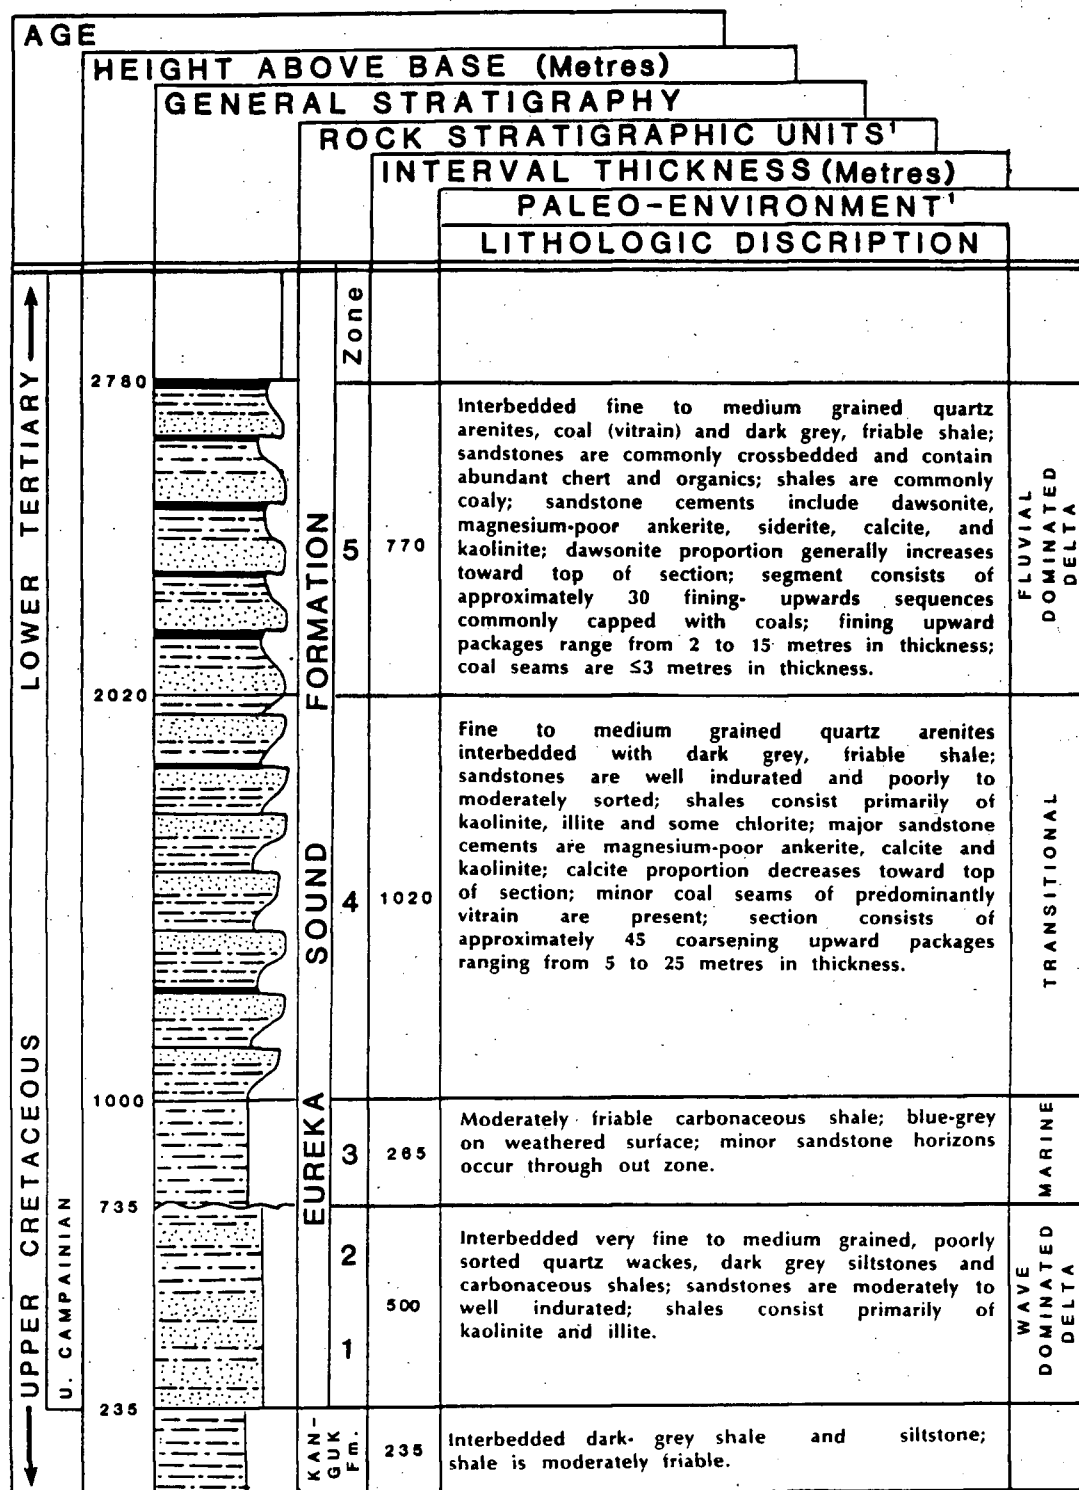 AGE
HEIGHT ABOVE BASE (Metres)
GENERAL STRATIGRAPHY
ROCK STRATIGRAPHIC UNITS¹
INTERVAL THICKNESS (Metres)
PALEO-ENVIRONMENT¹
LITHOLOGIC DISCRIPTION
LOWER TERTIARY
UPPER CRETACEOUS
U. CAMPAINIAN
2780
2020
1000
735
235
EUREKA SOUND FORMATION
KAN-
GUK
Fm.
Zone
5
770
Interbedded fine to medium grained quartz
arenites, coal (vitrain) and dark grey, friable shale;
sandstones are commonly crossbedded and contain
abundant chert and organics; shales are commonly
coaly; sandstone cements include dawsonite,
magnesium-poor ankerite, siderite, calcite, and
kaolinite; dawsonite proportion generally increases
toward top of section; segment consists of
approximately 30 fining- upwards sequences
commonly capped with coals; fining upward
packages range from 2 to 15 metres in thickness;
coal seams are ≤3 metres in thickness.
FLUVIAL
DOMINATED
DELTA
4
1020
Fine to medium grained quartz arenites
interbedded with dark grey, friable shale;
sandstones are well indurated and poorly to
moderately sorted; shales consist primarily of
kaolinite, illite and some chlorite; major sandstone
cements are magnesium-poor ankerite, calcite and
kaolinite; calcite proportion decreases toward top
of section; minor coal seams of predominantly
vitrain are present; section consists of
approximately 45 coarsening upward packages
ranging from 5 to 25 metres in thickness.
TRANSITIONAL
3
265
Moderately friable carbonaceous shale; blue-grey
on weathered surface; minor sandstone horizons
occur through out zone.
MARINE
2
1
500
Interbedded very fine to medium grained, poorly
sorted quartz wackes, dark grey siltstones and
carbonaceous shales; sandstones are moderately to
well indurated; shales consist primarily of
kaolinite and illite.
WAVE
DOMINATED
DELTA
235
Interbedded dark- grey shale and siltstone;
shale is moderately friable.